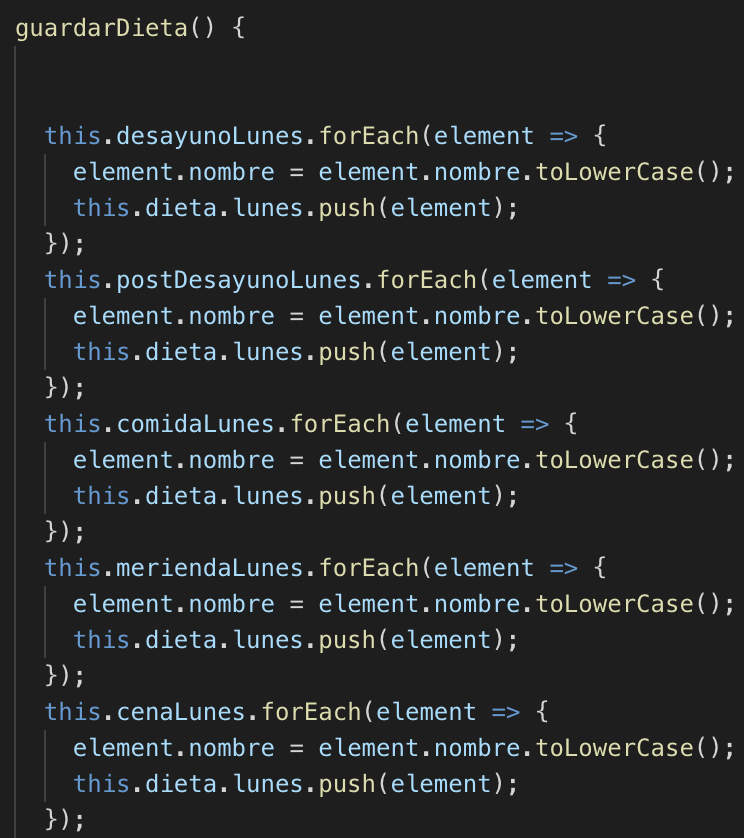 guardarDieta() {
this.desayunoLunes.forEach(element => {
element.nombre = element.nombre.toLowerCase();
this.dieta.lunes.push(element);
});
this.postDesayunoLunes.forEach(element => {
element.nombre = element.nombre.toLowerCase();
this.dieta.lunes.push(element);
});
this.comidaLunes.forEach(element => {
element.nombre = element.nombre.toLowerCase();
this.dieta.lunes.push(element);
});
this.meriendaLunes.forEach(element => {
element.nombre = element.nombre.toLowerCase();
this.dieta.lunes.push(element);
});
this.cenaLunes.forEach(element => {
element.nombre = element.nombre.toLowerCase();
this.dieta.lunes.push(element);
});